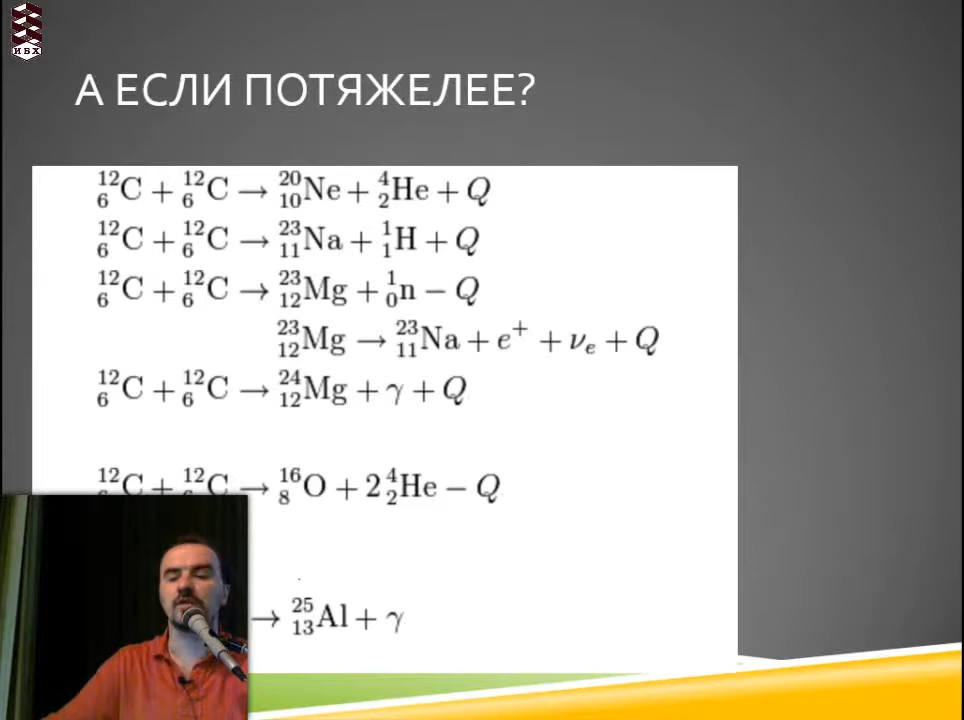 ИБХ
А ЕСЛИ ПОТЯЖЕЛЕЕ?
¹²₆C + ¹²₆C → ²⁰₁₀Ne + ⁴₂He + Q
¹²₆C + ¹²₆C → ²³₁₁Na + ¹₁H + Q
¹²₆C + ¹²₆C → ²³₁₂Mg + ¹₀n − Q
²³₁₂Mg → ²³₁₁Na + e⁺ + νₑ + Q
¹²₆C + ¹²₆C → ²⁴₁₂Mg + γ + Q
¹²C + ¹²C → ¹⁶₈O + 2⁴₂He − Q
→ ²⁵₁₃Al + γ